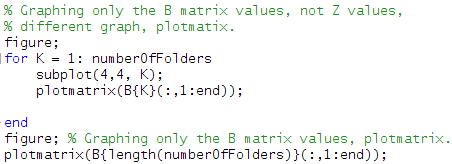 % Graphing only the B matrix values, not Z values,
% different graph, plotmatix.
figure;
for K = 1: numberOfFolders
subplot(4,4, K);
plotmatrix(B{K}(:,1:end));
end
figure; % Graphing only the B matrix values, plotmatrix.
plotmatrix(B{length(numberOfFolders)}(:,1:end));